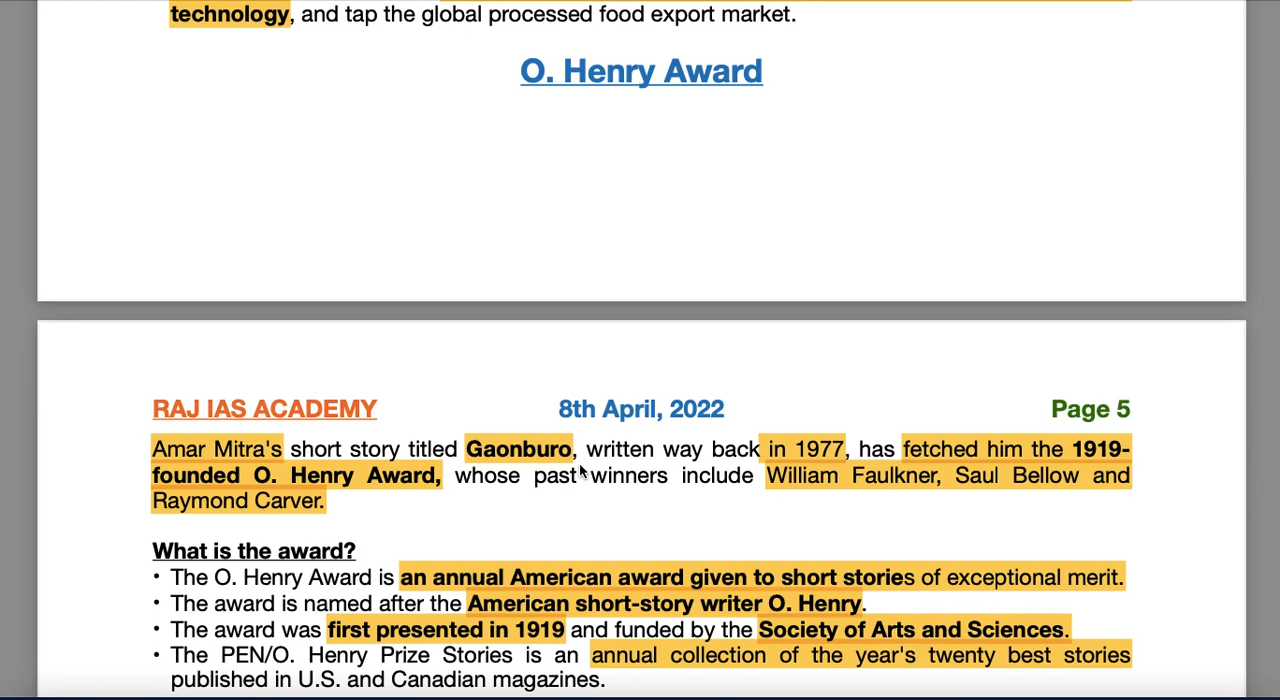 technology, and tap the global processed food export market.
O. Henry Award
RAJ IAS ACADEMY 8th April, 2022 Page 5
Amar Mitra's short story titled Gaonburo, written way back in 1977, has fetched him the 1919-
founded O. Henry Award, whose past winners include William Faulkner, Saul Bellow and
Raymond Carver.
What is the award?
• The O. Henry Award is an annual American award given to short stories of exceptional merit.
• The award is named after the American short-story writer O. Henry.
• The award was first presented in 1919 and funded by the Society of Arts and Sciences.
• The PEN/O. Henry Prize Stories is an annual collection of the year's twenty best stories
published in U.S. and Canadian magazines.